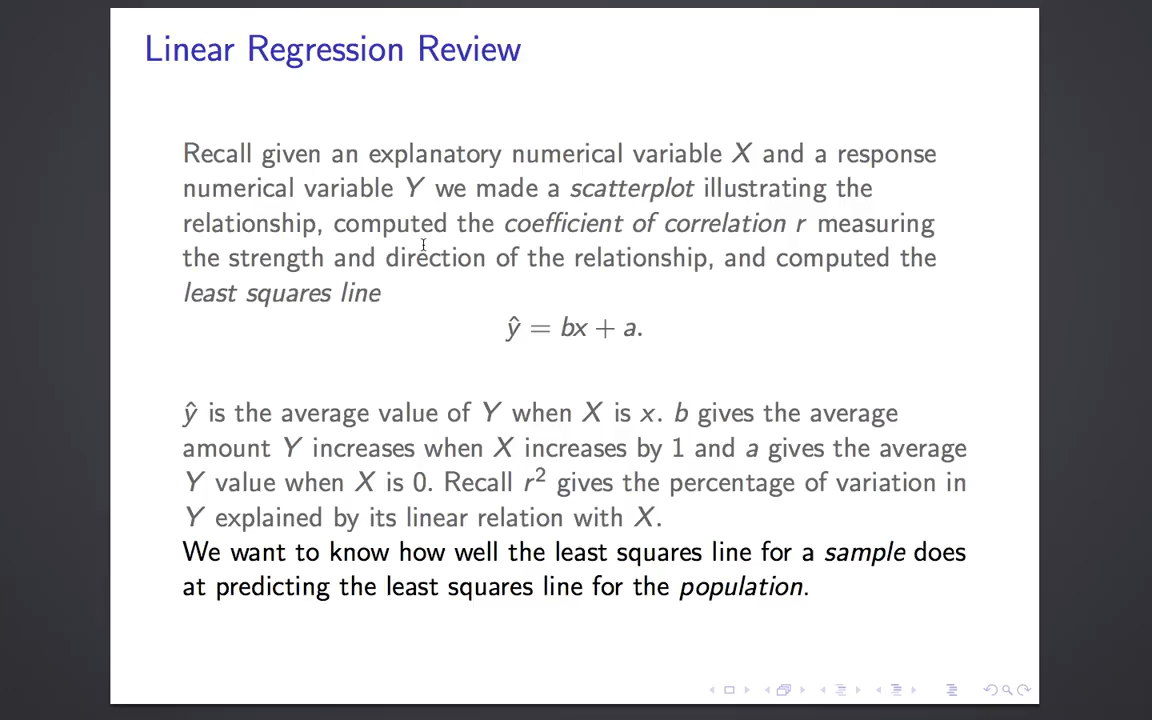 Linear Regression Review
Recall given an explanatory numerical variable X and a response
numerical variable Y we made a scatterplot illustrating the
relationship, computed the coefficient of correlation r measuring
the strength and direction of the relationship, and computed the
least squares line
ŷ = bx + a.
ŷ is the average value of Y when X is x. b gives the average
amount Y increases when X increases by 1 and a gives the average
Y value when X is 0. Recall r² gives the percentage of variation in
Y explained by its linear relation with X.
We want to know how well the least squares line for a sample does
at predicting the least squares line for the population.